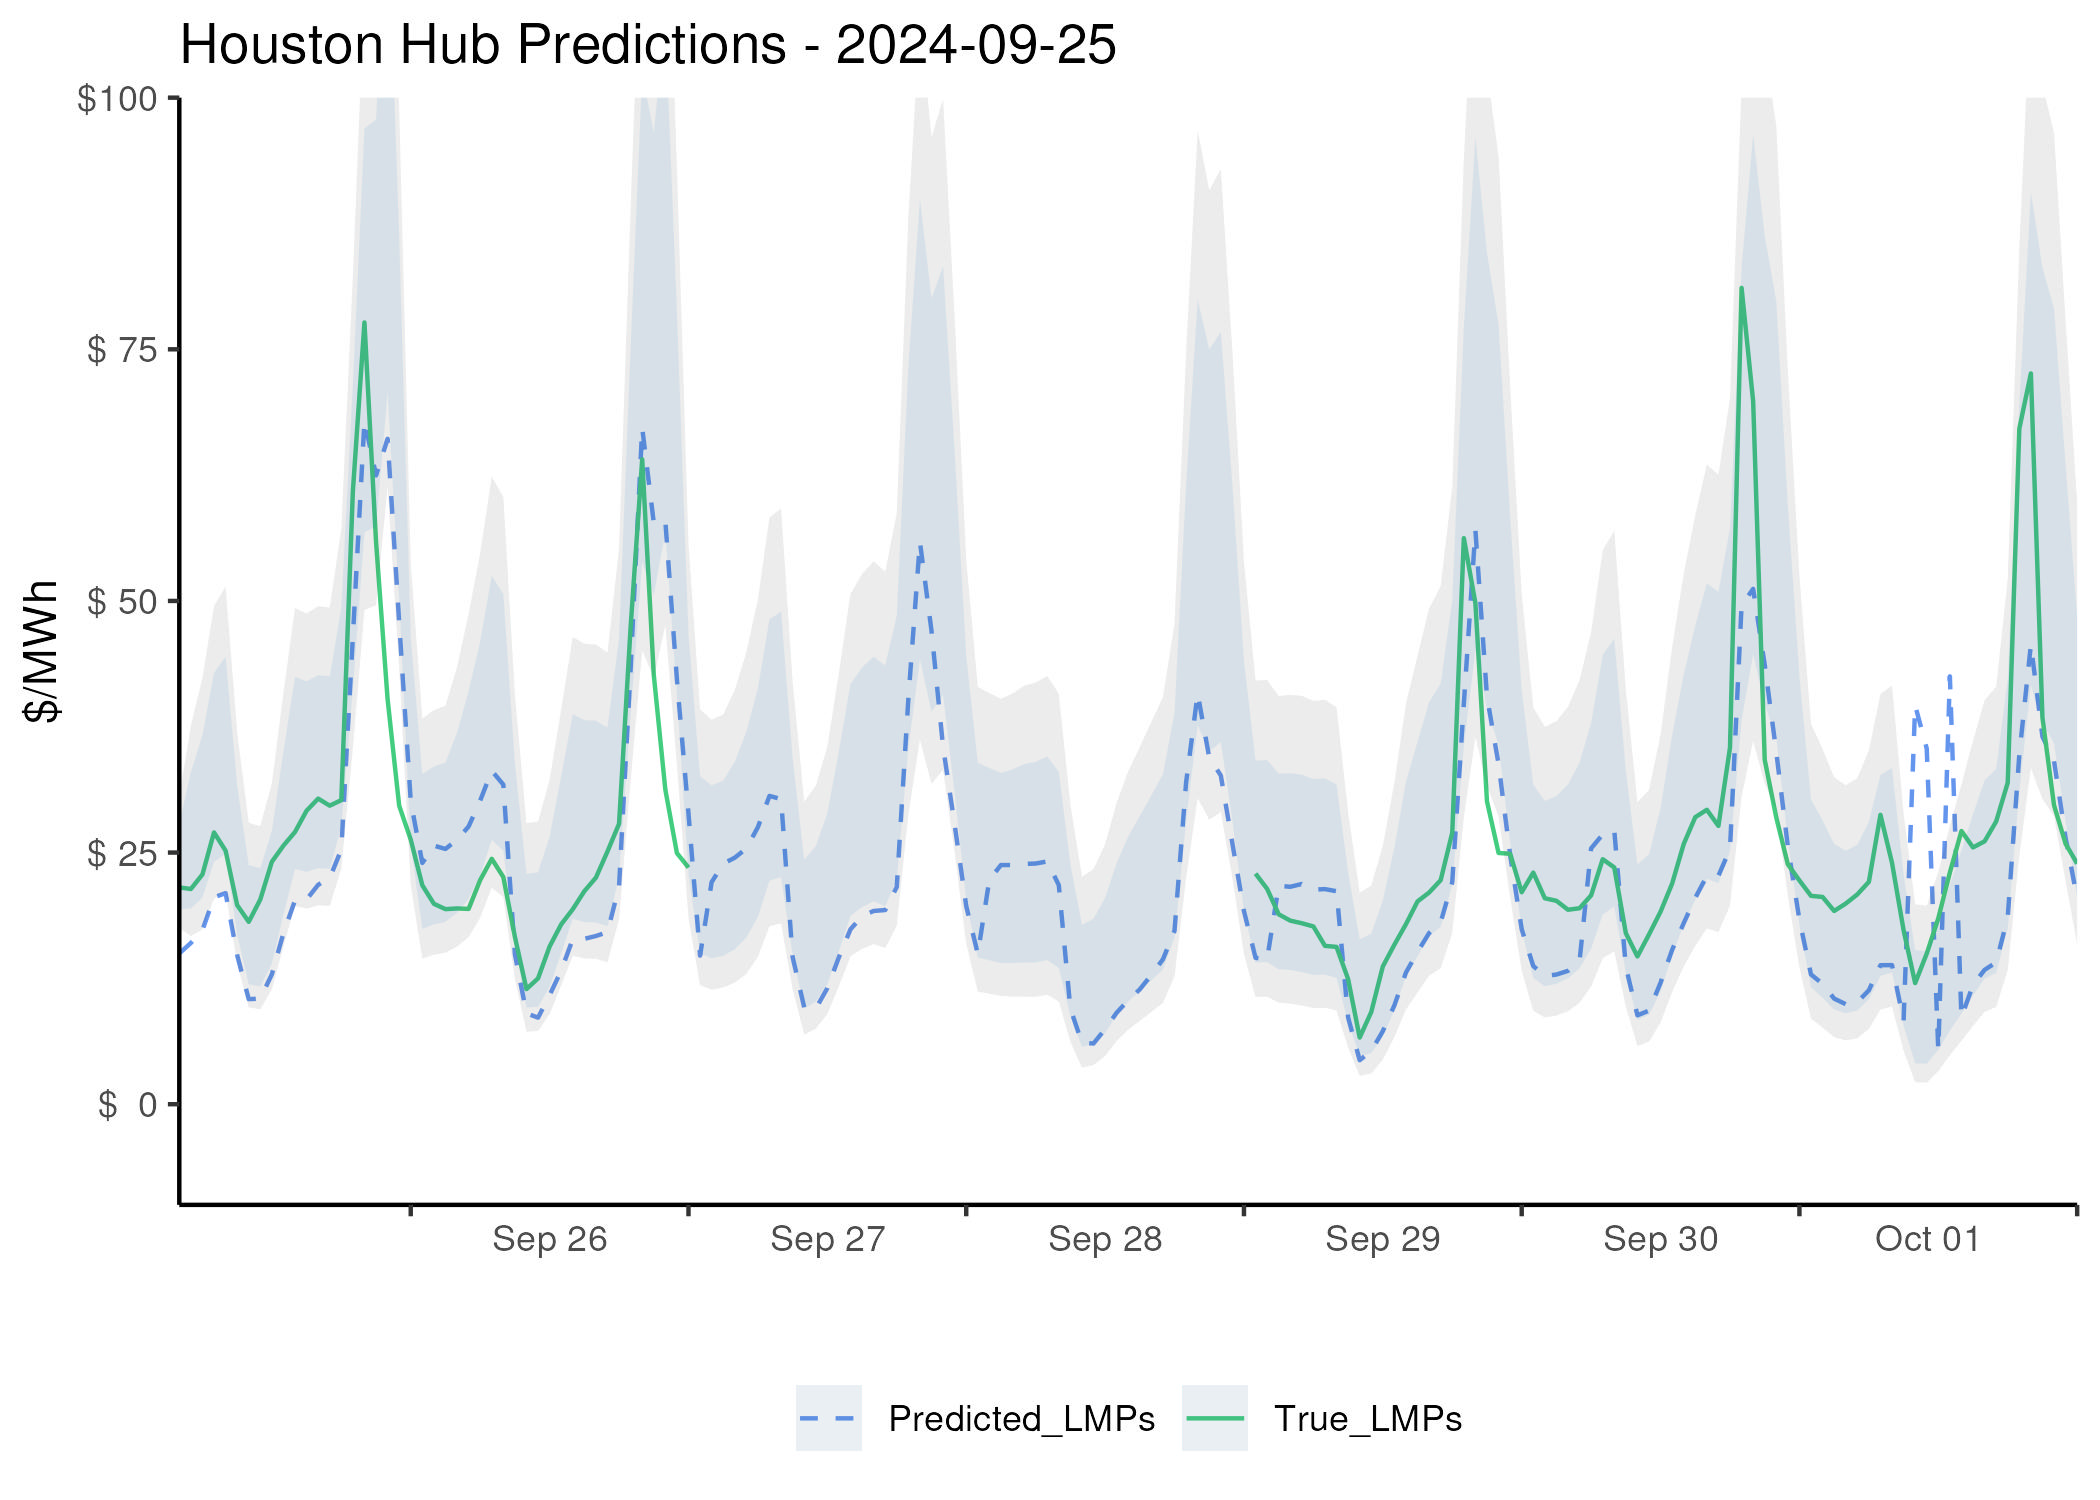 Houston Hub Predictions - 2024-09-25
$100
$ 75
$ 50
$ 25
$ 0
$/MWh
Sep 26 Sep 27 Sep 28 Sep 29 Sep 30 Oct 01
Predicted_LMPs True_LMPs